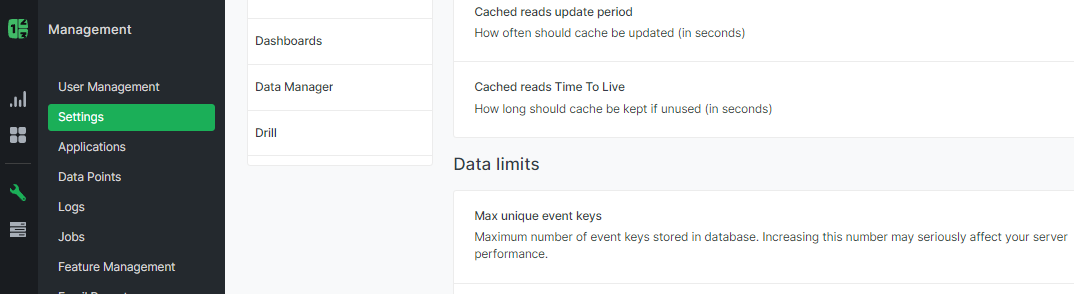 Management
User Management
Settings
Applications
Data Points
Logs
Jobs
Feature Management
Dashboards
Data Manager
Drill
Cached reads update period
How often should cache be updated (in seconds)
Cached reads Time To Live
How long should cache be kept if unused (in seconds)
Data limits
Max unique event keys
Maximum number of event keys stored in database. Increasing this number may seriously affect your server
performance.